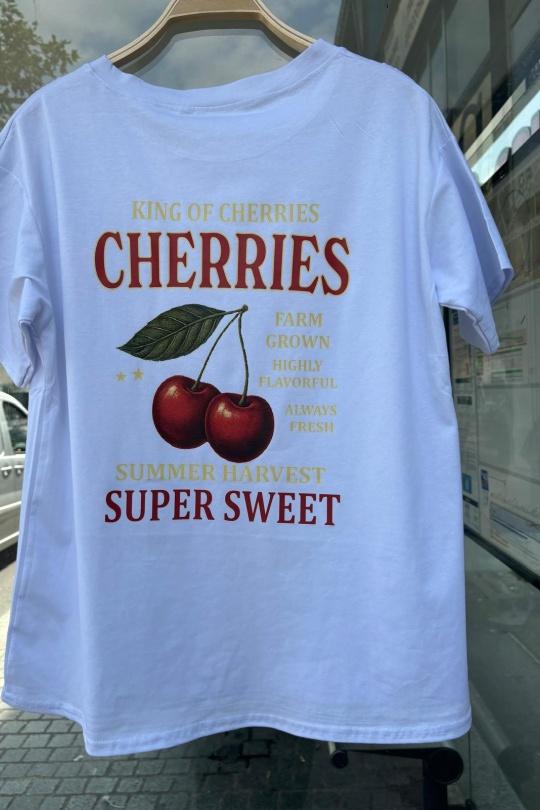 KING OF CHERRIES
CHERRIES
FARM
GROWN
HIGHLY
FLAVORFUL
ALWAYS
FRESH
SUMMER HARVEST
SUPER SWEET